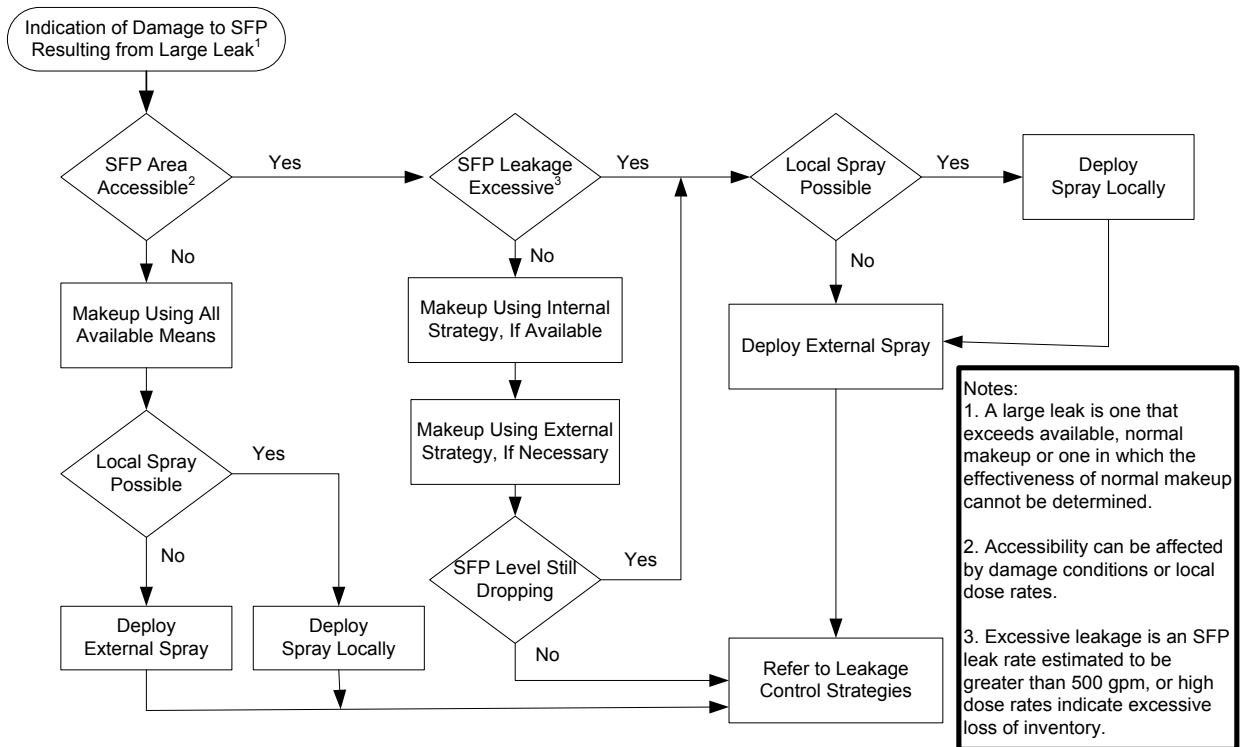 Indication of Damage to SFP
Resulting from Large Leak1
SFP Area
Accessible2
Yes
No
SFP Leakage
Excessive3
Yes
No
Local Spray
Possible
Yes
No
Deploy
Spray Locally
Makeup Using All
Available Means
Makeup Using Internal
Strategy, If Available
Deploy External Spray
Makeup Using External
Strategy, If Necessary
Local Spray
Possible
Yes
No
SFP Level Still
Dropping
Yes
No
Deploy
External Spray
Deploy
Spray Locally
Refer to Leakage
Control Strategies
Notes:
1. A large leak is one that
exceeds available, normal
makeup or one in which the
effectiveness of normal makeup
cannot be determined.
2. Accessibility can be affected
by damage conditions or local
dose rates.
3. Excessive leakage is an SFP
leak rate estimated to be
greater than 500 gpm, or high
dose rates indicate excessive
loss of inventory.